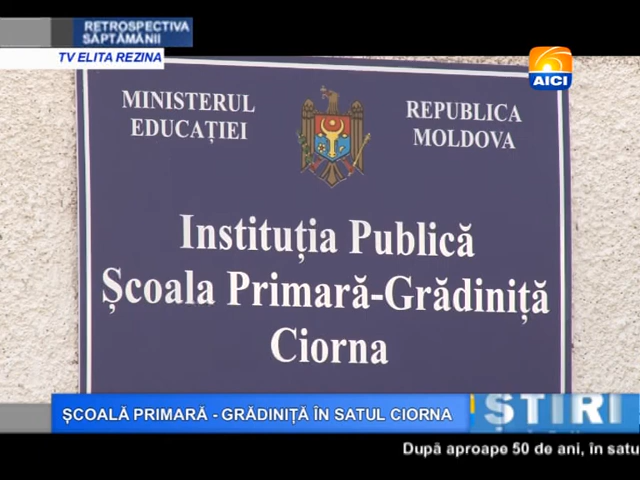 RETROSPECTIVA
SĂPTĂMÂNII
TV ELITA REZINA
AICI
MINISTERUL
EDUCAȚIEI
REPUBLICA
MOLDOVA
Instituția Publică
Școala Primară-Grădiniță
Ciorna
ȘCOALĂ PRIMARĂ - GRĂDINIȚĂ ÎN SATUL CIORNA
ȘTIRI
După aproape 50 de ani, în satu